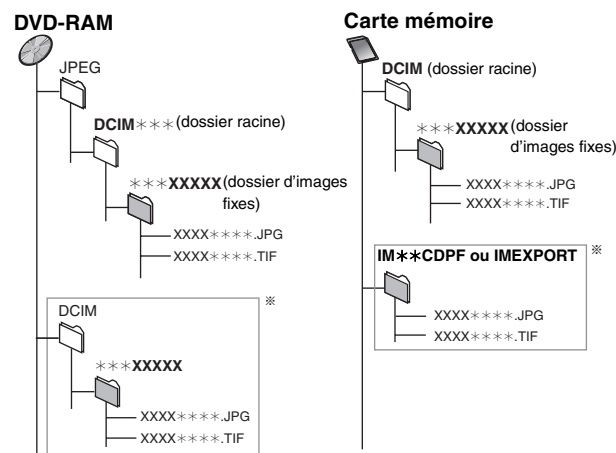 DVD-RAM
JPEG
DCIM✳✳✳ (dossier racine)
✳✳✳XXXXX (dossier d'images
fixes)
XXXX✳✳✳✳.JPG
XXXX✳✳✳✳.TIF
※
DCIM
✳✳✳XXXXX
XXXX✳✳✳✳.JPG
XXXX✳✳✳✳.TIF
Carte mémoire
DCIM (dossier racine)
✳✳✳XXXXX (dossier
d'images fixes)
XXXX✳✳✳✳.JPG
XXXX✳✳✳✳.TIF
IM✳✳CDPF ou IMEXPORT ※
XXXX✳✳✳✳.JPG
XXXX✳✳✳✳.TIF